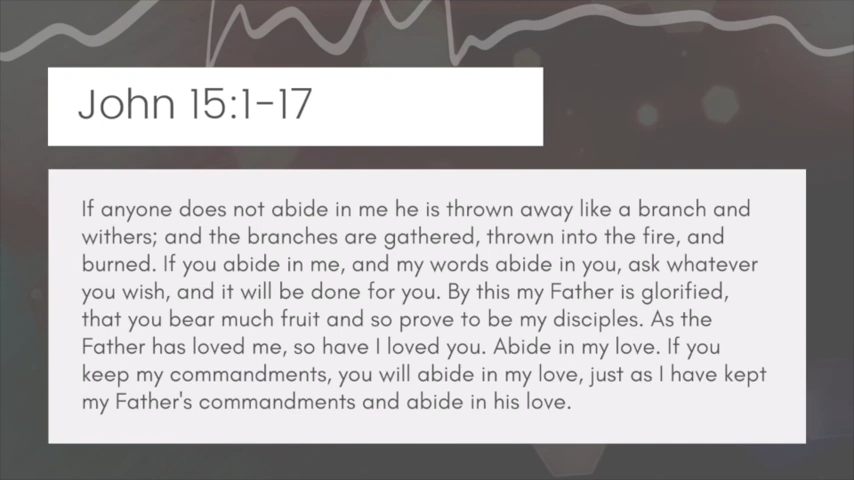 John 15:1-17
If anyone does not abide in me he is thrown away like a branch and
withers; and the branches are gathered, thrown into the fire, and
burned. If you abide in me, and my words abide in you, ask whatever
you wish, and it will be done for you. By this my Father is glorified,
that you bear much fruit and so prove to be my disciples. As the
Father has loved me, so have I loved you. Abide in my love. If you
keep my commandments, you will abide in my love, just as I have kept
my Father's commandments and abide in his love.